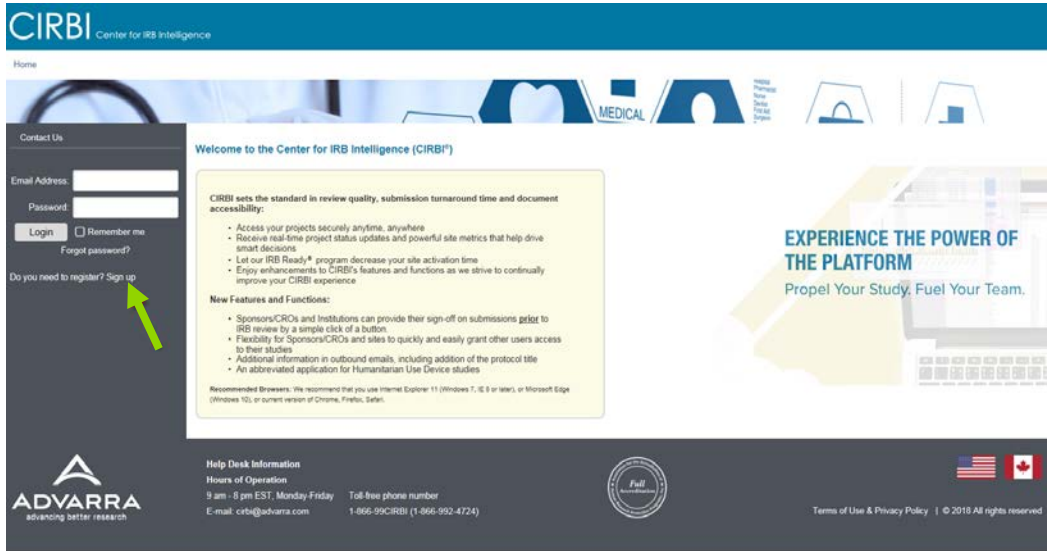 CIRBI Center for IRB Intelligence
Home
MEDICAL
Hospital
Pharmacist
Nurse
Doctor
First Aid
Surgeon
Contact Us
Welcome to the Center for IRB Intelligence (CIRBI®)
Email Address:
Password:
Login Remember me
Forgot password?
Do you need to register? Sign up
CIRBI sets the standard in review quality, submission turnaround time and document
accessibility:
• Access your projects securely anytime, anywhere
• Receive real-time project status updates and powerful site metrics that help drive
smart decisions
• Let our IRB Ready® program decrease your site activation time
• Enjoy enhancements to CIRBI's features and functions as we strive to continually
improve your CIRBI experience
New Features and Functions:
• Sponsors/CROs and Institutions can provide their sign-off on submissions prior to
IRB review by a simple click of a button.
• Flexibility for Sponsors/CROs and sites to quickly and easily grant other users access
to their studies
• Additional information in outbound emails, including addition of the protocol title
• An abbreviated application for Humanitarian Use Device studies
Recommended Browsers: We recommend that you use Internet Explorer 11 (Windows 7, IE 8 or later), or Microsoft Edge
(Windows 10), or current version of Chrome, Firefox, Safari.
EXPERIENCE THE POWER OF
THE PLATFORM
Propel Your Study. Fuel Your Team.
ADVARRA
advancing better research
Help Desk Information
Hours of Operation
9 am - 8 pm EST, Monday-Friday Toll-free phone number
E-mail: cirbi@advarra.com 1-866-99CIRBI (1-866-992-4724)
Full
Accreditation
Terms of Use & Privacy Policy | © 2018 All rights reserved